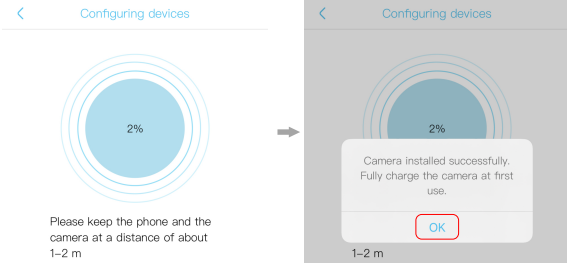 Configuring devices
2%
Please keep the phone and the
camera at a distance of about
1-2 m
Configuring devices
2%
Camera installed successfully.
Fully charge the camera at first
use.
OK
1-2 m